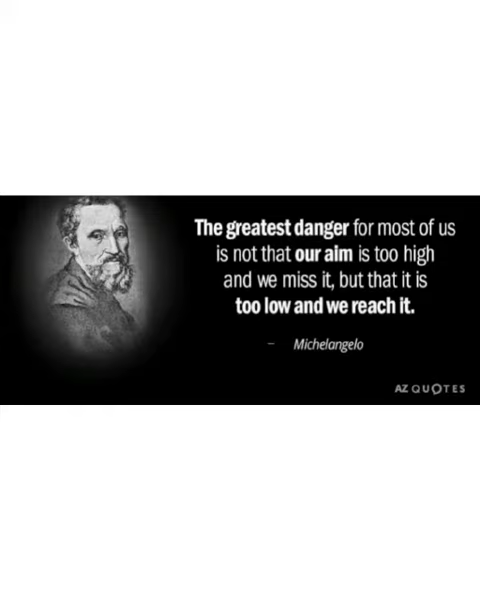 The greatest danger for most of us
is not that our aim is too high
and we miss it, but that it is
too low and we reach it.
– Michelangelo
AZ QUOTES